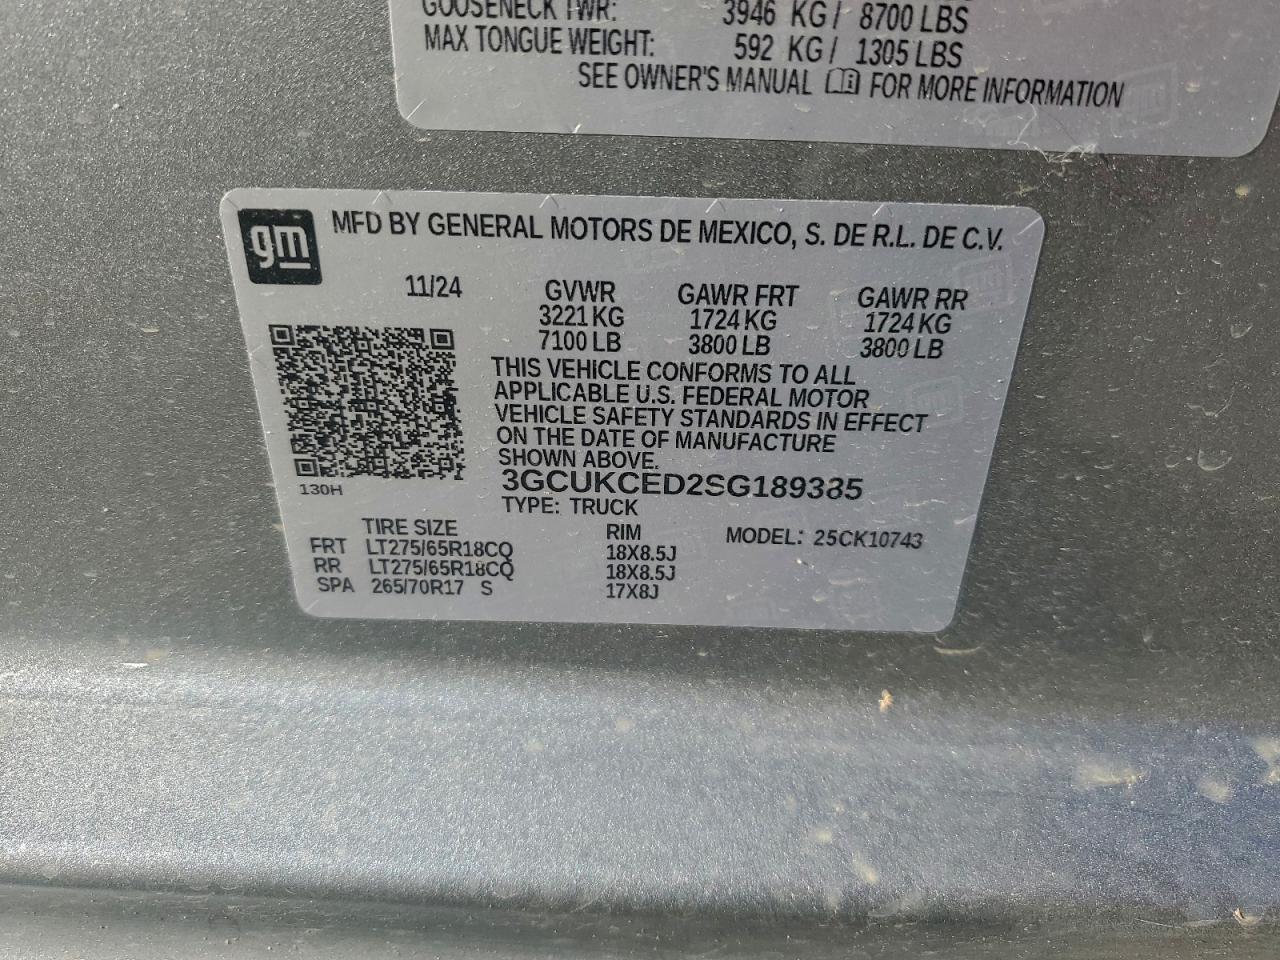 GOOSENECK TWR: 3946 KG / 8700 LBS
MAX TONGUE WEIGHT: 592 KG / 1305 LBS
SEE OWNER'S MANUAL FOR MORE INFORMATION
gm MFD BY GENERAL MOTORS DE MEXICO, S. DE R.L. DE C.V.
11/24 GVWR GAWR FRT GAWR RR
3221 KG 1724 KG 1724 KG
7100 LB 3800 LB 3800 LB
THIS VEHICLE CONFORMS TO ALL
APPLICABLE U.S. FEDERAL MOTOR
VEHICLE SAFETY STANDARDS IN EFFECT
ON THE DATE OF MANUFACTURE
SHOWN ABOVE.
130H
3GCUKCED2SG189385
TYPE: TRUCK
TIRE SIZE RIM MODEL: 25CK10743
FRT LT275/65R18CQ 18X8.5J
RR LT275/65R18CQ 18X8.5J
SPA 265/70R17 S 17X8J